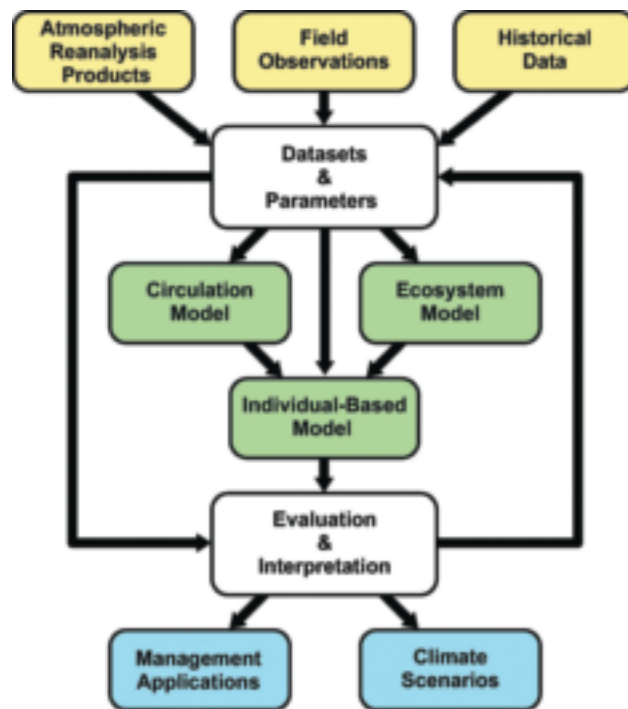 Atmospheric
Reanalysis
Products
Field
Observations
Historical
Data
Datasets
&
Parameters
Circulation
Model
Ecosystem
Model
Individual-Based
Model
Evaluation
&
Interpretation
Management
Applications
Climate
Scenarios